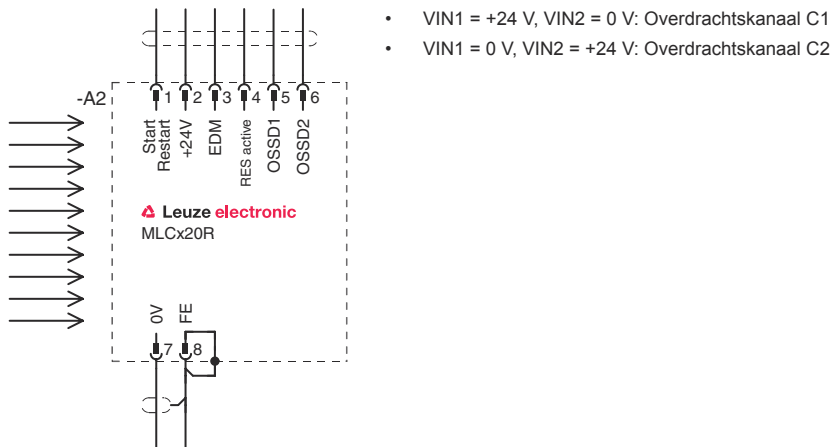 • VIN1 = +24 V, VIN2 = 0 V: Overdrachtskanaal C1
• VIN1 = 0 V, VIN2 = +24 V: Overdrachtskanaal C2
-A2
1 2 3 4 5 6
Start
Restart
+24V
EDM
RES active
OSSD1
OSSD2
Leuze electronic
MLCx20R
0V
FE
7 8